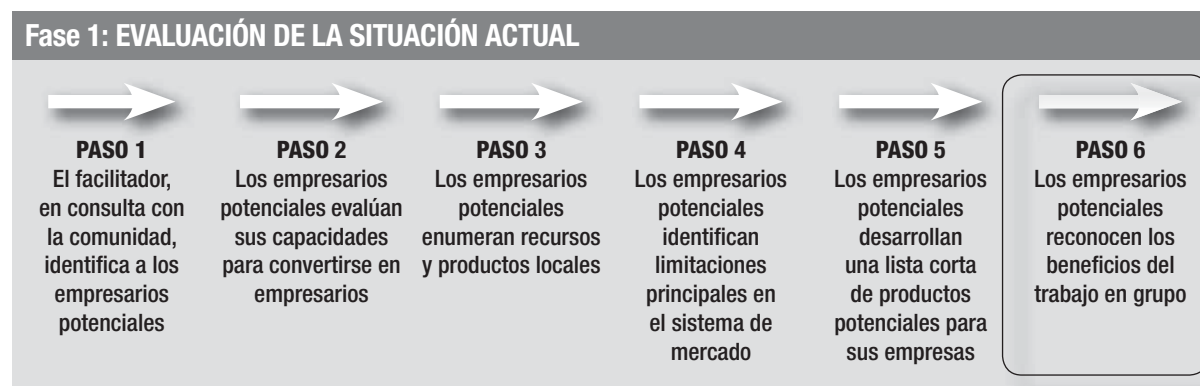 Fase 1: EVALUACIÓN DE LA SITUACIÓN ACTUAL
PASO 1
El facilitador,
en consulta con
la comunidad,
identifica a los
empresarios
potenciales
PASO 2
Los empresarios
potenciales evalúan
sus capacidades
para convertirse en
empresarios
PASO 3
Los empresarios
potenciales
enumeran recursos
y productos locales
PASO 4
Los empresarios
potenciales
identifican
limitaciones
principales en
el sistema de
mercado
PASO 5
Los empresarios
potenciales
desarrollan
una lista corta
de productos
potenciales para
sus empresas
PASO 6
Los empresarios
potenciales
reconocen los
beneficios del
trabajo en grupo